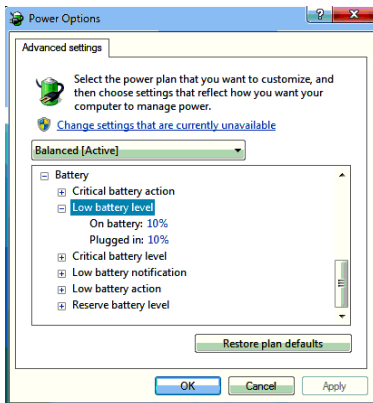 Power Options
Advanced settings
Select the power plan that you want to customize, and
then choose settings that reflect how you want your
computer to manage power.
Change settings that are currently unavailable
Balanced [Active]
Battery
Critical battery action
Low battery level
On battery: 10%
Plugged in: 10%
Critical battery level
Low battery notification
Low battery action
Reserve battery level
Restore plan defaults
OK Cancel Apply